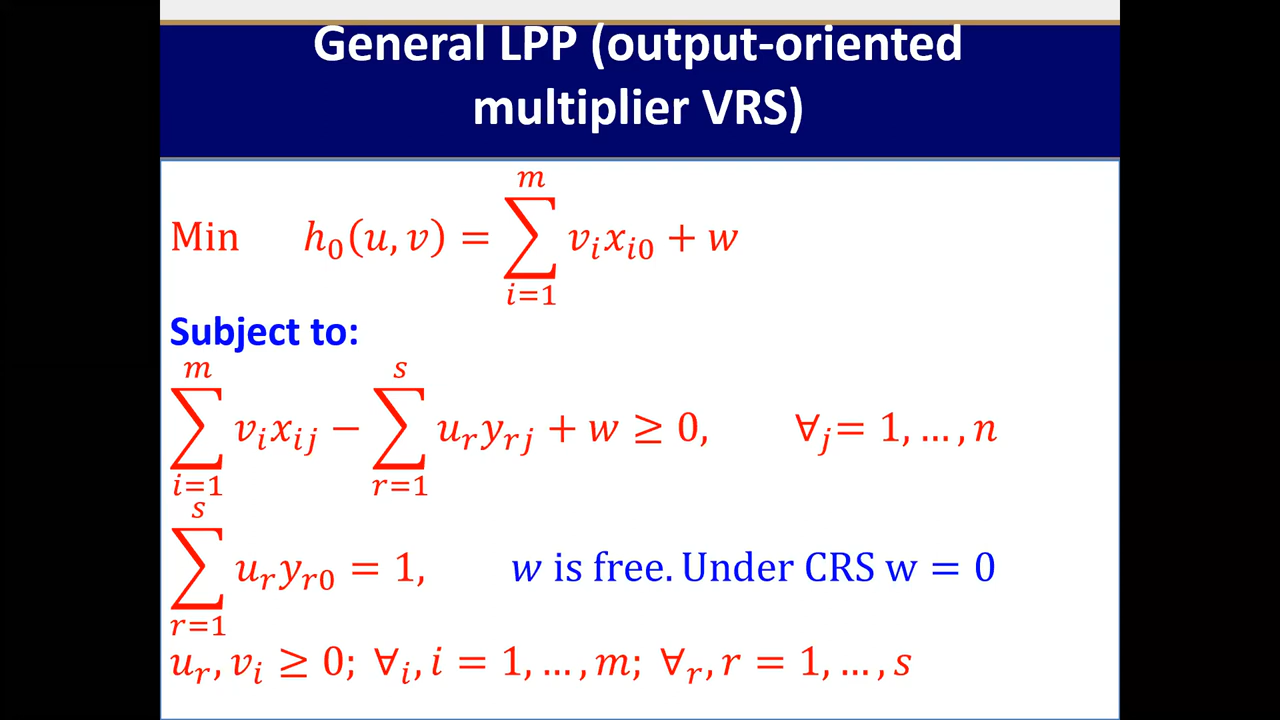 General LPP (output-oriented
multiplier VRS)
Min h₀(u, v) = ∑_{i=1}^{m} vᵢxᵢ₀ + w
Subject to:
∑_{i=1}^{m} vᵢxᵢⱼ − ∑_{r=1}^{s} uᵣyᵣⱼ + w ≥ 0, ∀ⱼ= 1, … , n
∑_{r=1}^{s} uᵣyᵣ₀ = 1, w is free. Under CRS w = 0
uᵣ, vᵢ ≥ 0; ∀ᵢ, i = 1, … , m; ∀ᵣ, r = 1, … , s